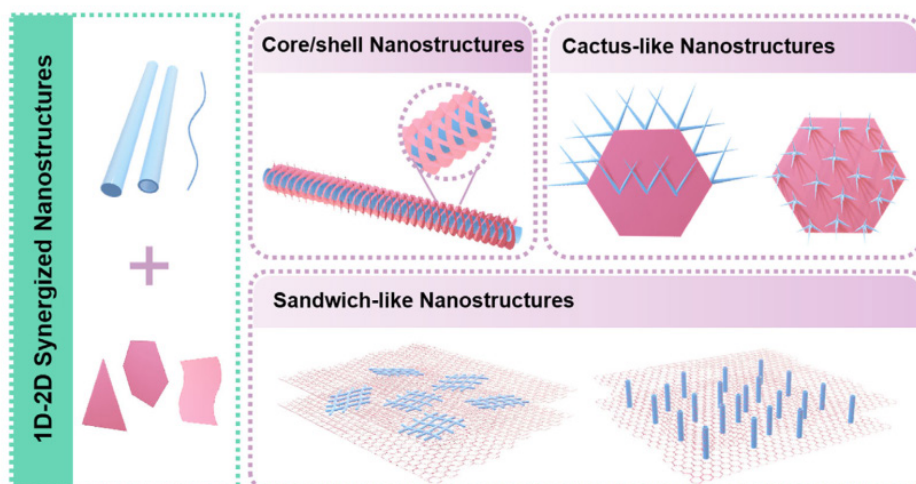 1D-2D Synergized Nanostructures
Core/shell Nanostructures
Cactus-like Nanostructures
Sandwich-like Nanostructures